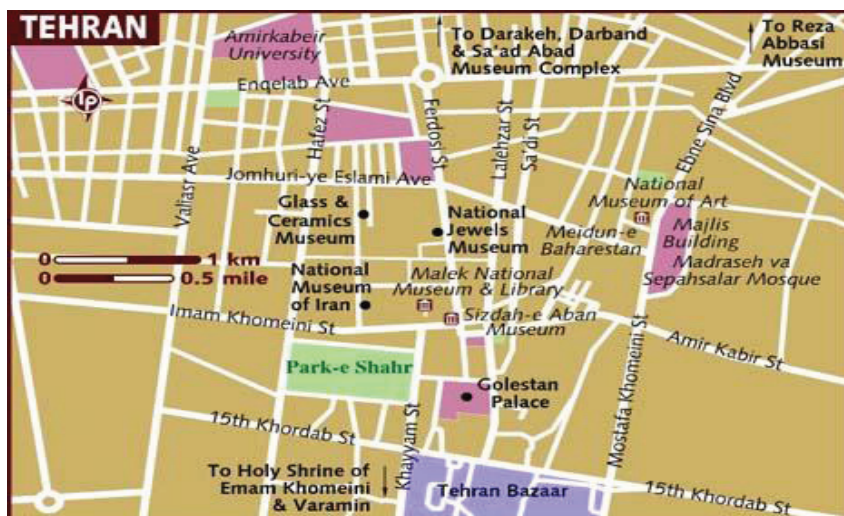 TEHRAN
Amirkabeir
University
To Darakeh, Darband
& Sa'ad Abad
Museum Complex
To Reza
Abbasi
Museum
Enqelab Ave
lp
Hafez St
Ferdosi St
Lalehzar St
Sa'di St
Ebne Sina Blvd
Valiasr Ave
Jomhuri-ye Eslami Ave
Glass &
Ceramics
Museum
National
Jewels
Museum
National
Museum of Art
Meidun-e
Baharestan
Majlis
Building
Madraseh va
Sepahsalar Mosque
0 1 km
0 0.5 mile
National
Museum
of Iran
Malek National
Museum & Library
Sizdah-e Aban
Museum
Imam Khomeini St
Amir Kabir St
Park-e Shahr
Golestan
Palace
Khayyam St
Mostafa Khomeini St
15th Khordab St
To Holy Shrine of
Emam Khomeini
& Varamin
Tehran Bazaar
15th Khordab St